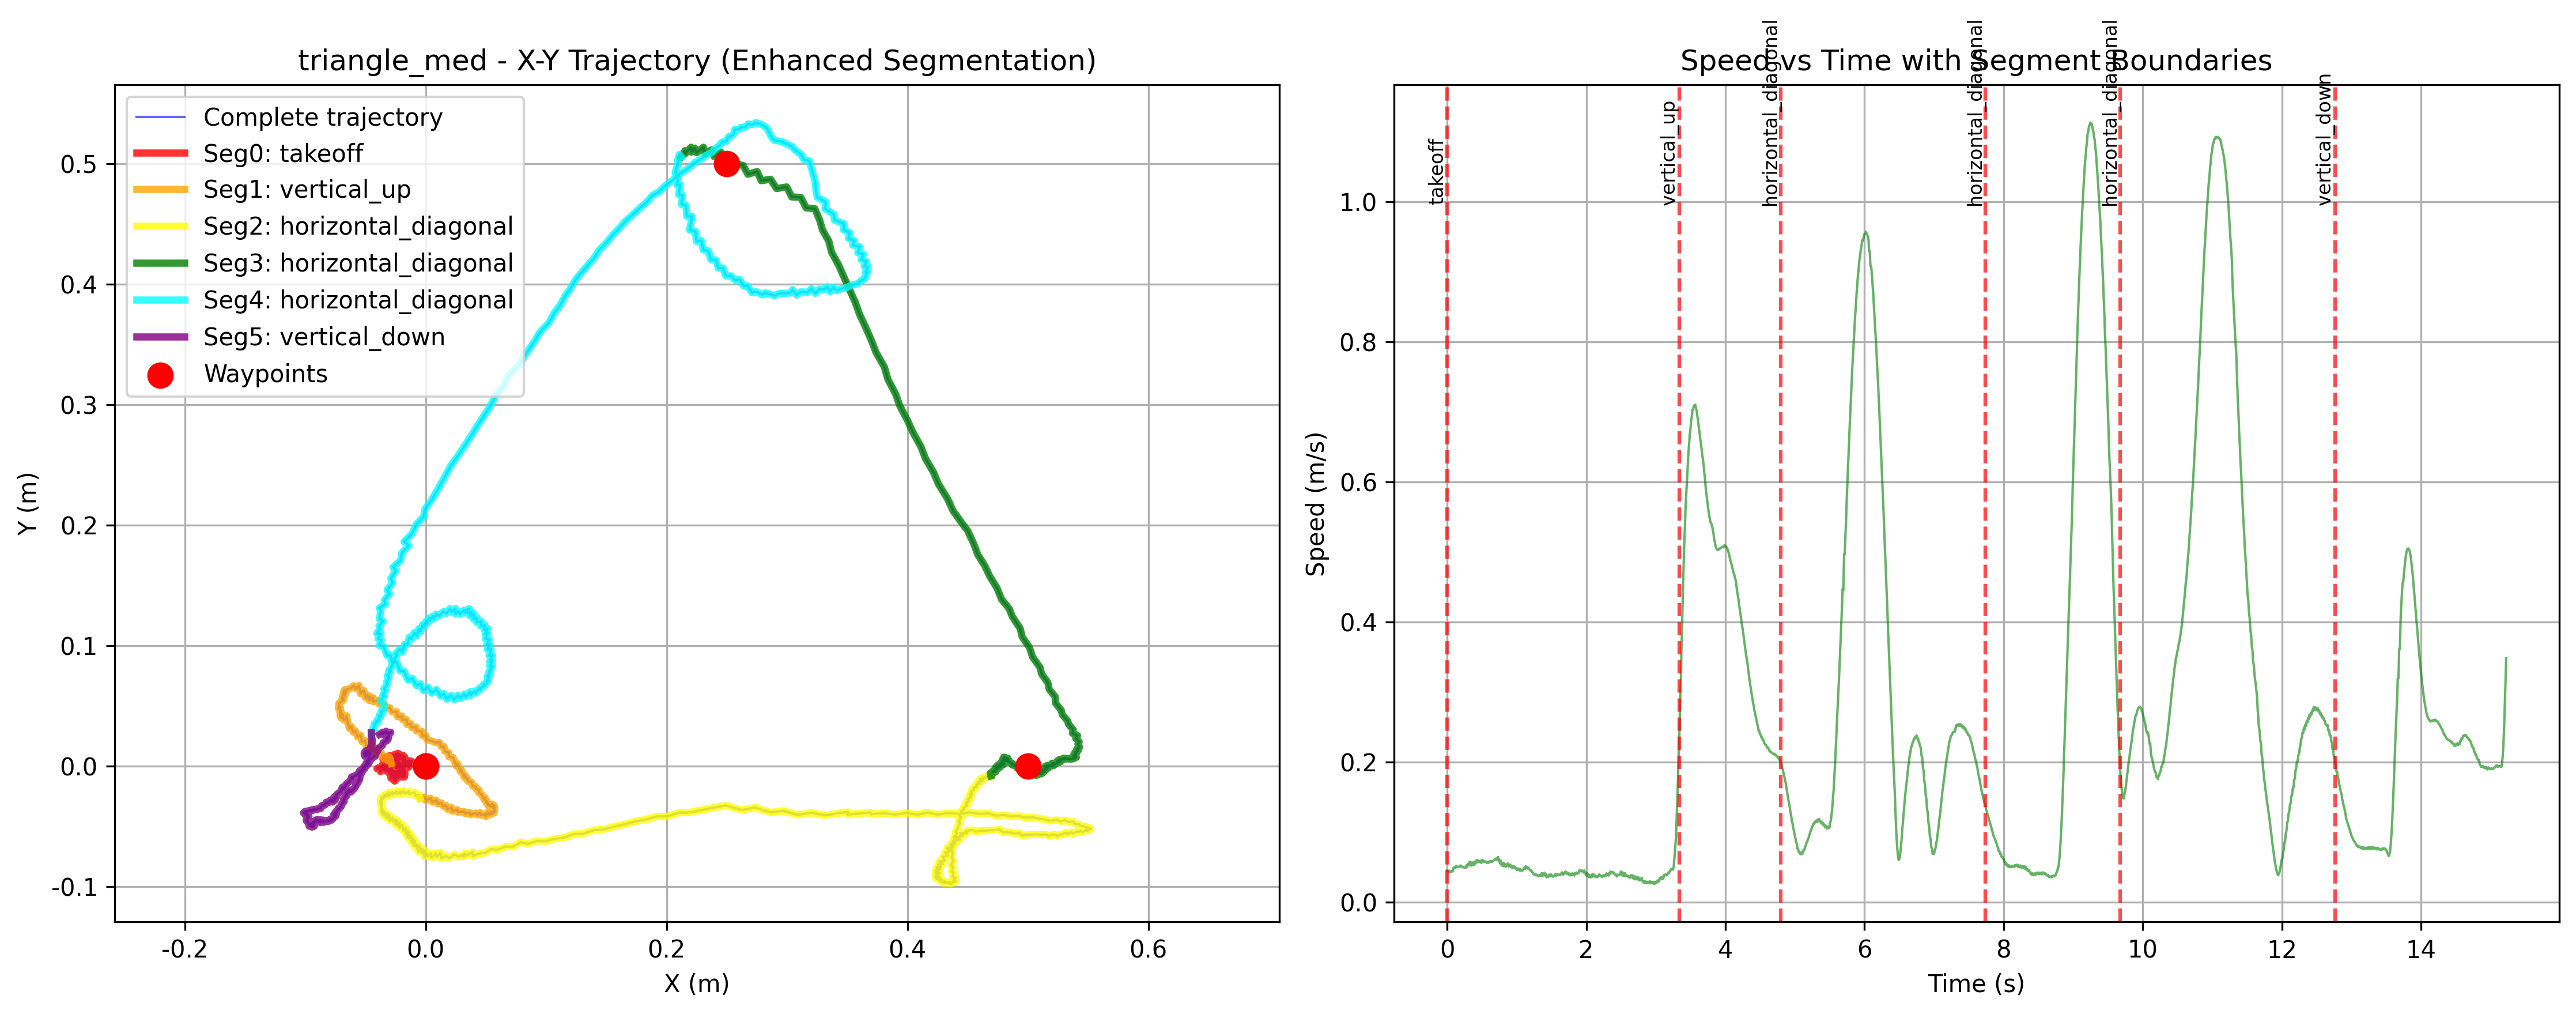 triangle_med - X-Y Trajectory (Enhanced Segmentation)
Complete trajectory
Seg0: takeoff
Seg1: vertical_up
Seg2: horizontal_diagonal
Seg3: horizontal_diagonal
Seg4: horizontal_diagonal
Seg5: vertical_down
Waypoints
Y (m)
0.5
0.4
0.3
0.2
0.1
0.0
-0.1
-0.2
0.0
0.2
0.4
0.6
X (m)
Speed vs Time with Segment Boundaries
takeoff
vertical_up
horizontal_diagonal
horizontal_diagonal
horizontal_diagonal
vertical_down
Speed (m/s)
1.0
0.8
0.6
0.4
0.2
0.0
0
2
4
6
8
10
12
14
Time (s)